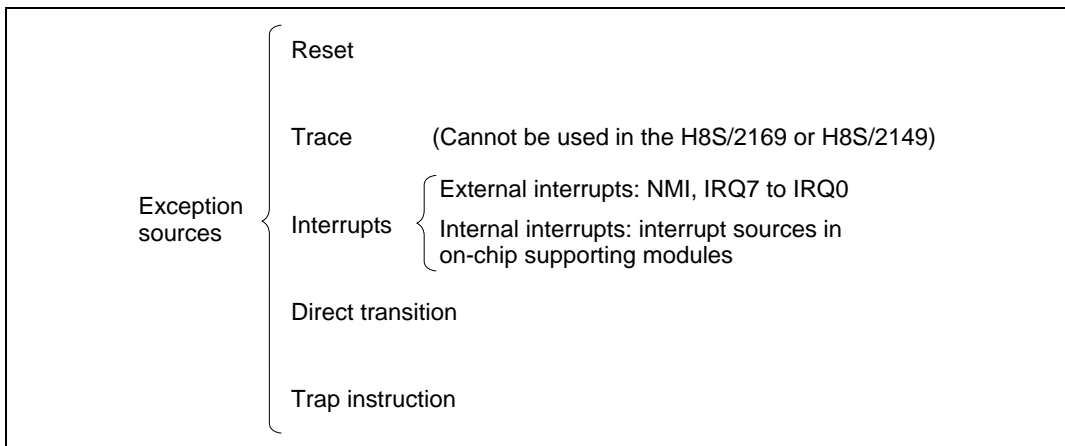 Reset
Trace (Cannot be used in the H8S/2169 or H8S/2149)
Exception
sources
Interrupts
External interrupts: NMI, IRQ7 to IRQ0
Internal interrupts: interrupt sources in
on-chip supporting modules
Direct transition
Trap instruction